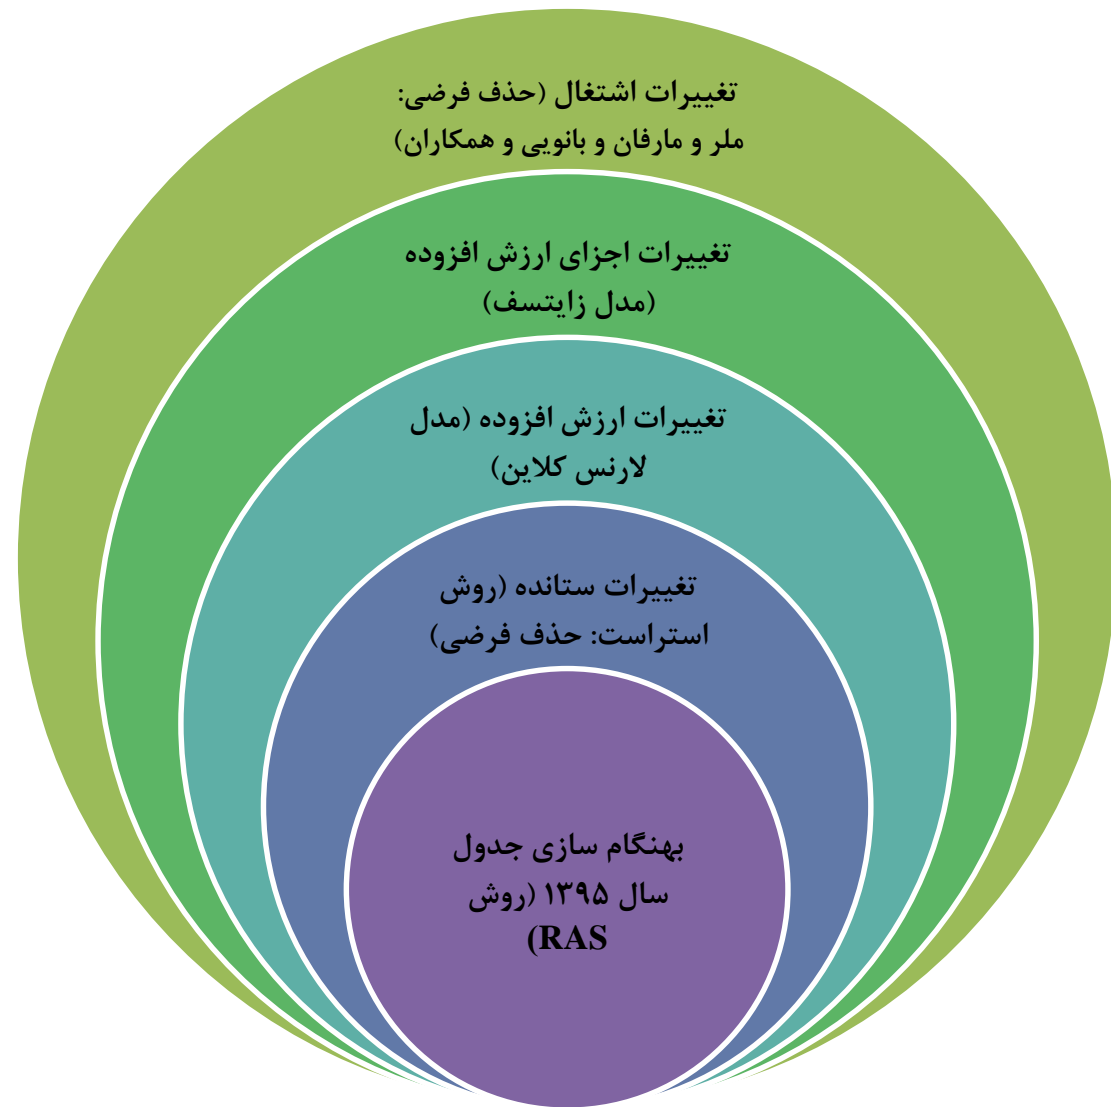 تغییرات اشتغال (حذف فرضی:
ملر و مارفان و بانویی و همکاران)
تغییرات اجزای ارزش افزوده
(مدل زایتسف)
تغییرات ارزش افزوده (مدل
لارنس کلاین)
تغییرات ستانده (روش
استراست: حذف فرضی)
بهنگام سازی جدول
سال ۱۳۹۵ (روش
RAS)